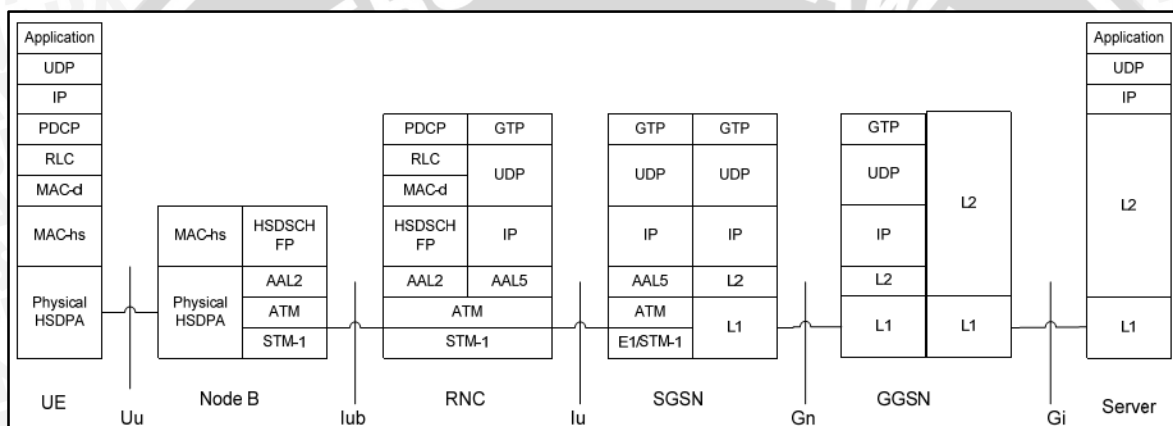 Application
UDP
IP
PDCP
RLC
MAC-d
MAC-hs
Physical
HSDPA
UE
Uu
MAC-hs
Physical
HSDPA
HSDSCH
FP
AAL2
ATM
STM-1
Node B
Iub
PDCP
RLC
MAC-d
HSDSCH
FP
AAL2
GTP
UDP
IP
AAL5
ATM
STM-1
RNC
Iu
GTP
UDP
IP
AAL5
ATM
E1/STM-1
GTP
UDP
IP
L2
L1
SGSN
Gn
GTP
UDP
IP
L2
L1
L2
L1
GGSN
Gi
Application
UDP
IP
L2
L1
Server